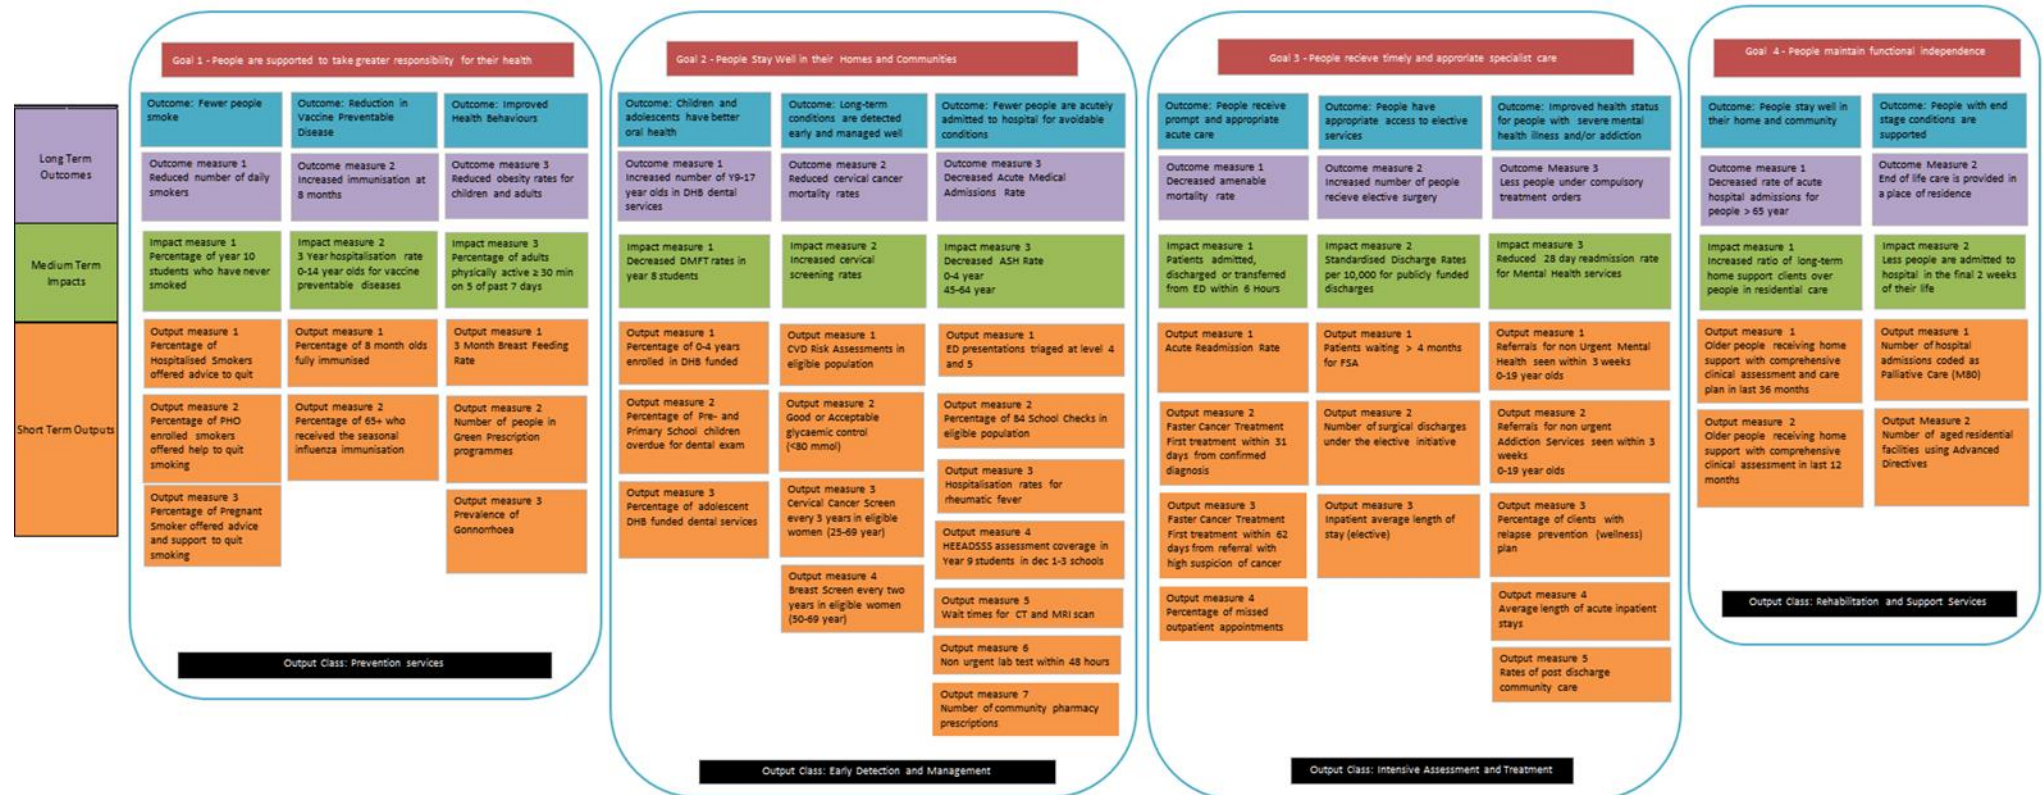 Long Term
Outcomes
Medium Term
Impacts
Short Term Outputs
Goal 1 - People are supported to take greater responsibility for their health
Outcome: Fewer people
smoke
Outcome measure 1
Reduced number of daily
smokers
Impact measure 1
Percentage of year 10
students who have never
smoked
Output measure 1
Percentage of
Hospitalised Smokers
offered advice to quit
Output measure 2
Percentage of PHO
enrolled smokers
offered help to quit
smoking
Output measure 3
Percentage of Pregnant
Smoker offered advice
and support to quit
smoking
Outcome: Reduction in
Vaccine Preventable
Disease
Outcome measure 2
Increased immunisation at
8 months
Impact measure 2
3 Year hospitalisation rate
0-14 year olds for vaccine
preventable diseases
Output measure 1
Percentage of 8 month olds
fully immunised
Output measure 2
Percentage of 65+ who
received the seasonal
influenza immunisation
Outcome: Improved
Health Behaviours
Outcome measure 3
Reduced obesity rates for
children and adults
Impact measure 3
Percentage of adults
physically active ≥ 30 min
on 5 of past 7 days
Output measure 1
3 Month Breast Feeding
Rate
Output measure 2
Number of people in
Green Prescription
programmes
Output measure 3
Prevalence of
Gonnorrhoea
Output Class: Prevention services
Goal 2 - People Stay Well in their Homes and Communities
Outcome: Children and
adolescents have better
oral health
Outcome measure 1
Increased number of Y9-17
year olds in DHB dental
services
Impact measure 1
Decreased DMFT rates in
year 8 students
Output measure 1
Percentage of 0-4 years
enrolled in DHB funded
Output measure 2
Percentage of Pre- and
Primary School children
overdue for dental exam
Output measure 3
Percentage of adolescent
DHB funded dental services
Outcome: Long-term
conditions are detected
early and managed well
Outcome measure 2
Reduced cervical cancer
mortality rates
Impact measure 2
Increased cervical
screening rates
Output measure 1
CVD Risk Assessments in
eligible population
Output measure 2
Good or Acceptable
glycaemic control
(<80 mmol)
Output measure 3
Cervical Cancer Screen
every 3 years in eligible
women (25-69 year)
Output measure 4
Breast Screen every two
years in eligible women
(50-69 year)
Outcome: Fewer people are acutely
admitted to hospital for avoidable
conditions
Outcome measure 3
Decreased Acute Medical
Admissions Rate
Impact measure 3
Decreased ASH Rate
0-4 year
45-64 year
Output measure 1
ED presentations triaged at level 4
and 5
Output measure 2
Percentage of B4 School Checks in
eligible population
Output measure 3
Hospitalisation rates for
rheumatic fever
Output measure 4
HEEADSSS assessment coverage in
Year 9 students in dec 1-3 schools
Output measure 5
Wait times for CT and MRI scan
Output measure 6
Non urgent lab test within 48 hours
Output measure 7
Number of community pharmacy
prescriptions
Output Class: Early Detection and Management
Goal 3 - People recieve timely and approriate specialist care
Outcome: People receive
prompt and appropriate
acute care
Outcome measure 1
Decreased amenable
mortality rate
Impact measure 1
Patients admitted,
discharged or transferred
from ED within 6 Hours
Output measure 1
Acute Readmission Rate
Output measure 2
Faster Cancer Treatment
First treatment within 31
days from confirmed
diagnosis
Output measure 3
Faster Cancer Treatment
First treatment within 62
days from referral with
high suspicion of cancer
Output measure 4
Percentage of missed
outpatient appointments
Outcome: People have
appropriate access to elective
services
Outcome measure 2
Increased number of people
recieve elective surgery
Impact measure 2
Standardised Discharge Rates
per 10,000 for publicly funded
discharges
Output measure 1
Patients waiting > 4 months
for FSA
Output measure 2
Number of surgical discharges
under the elective initiative
Output measure 3
Inpatient average length of
stay (elective)
Outcome: Improved health status
for people with severe mental
health illness and/or addiction
Outcome Measure 3
Less people under compulsory
treatment orders
Impact measure 3
Reduced 28 day readmission rate
for Mental Health services
Output measure 1
Referrals for non Urgent Mental
Health seen within 3 weeks
0-19 year olds
Output measure 2
Referrals for non urgent
Addiction Services seen within 3
weeks
0-19 year olds
Output measure 3
Percentage of clients with
relapse prevention (wellness)
plan
Output measure 4
Average length of acute inpatient
stays
Output measure 5
Rates of post discharge
community care
Output Class: Intensive Assessment and Treatment
Goal 4 - People maintain functional independence
Outcome: People stay well in
their home and community
Outcome measure 1
Decreased rate of acute
hospital admissions for
people > 65 year
Impact measure 1
Increased ratio of long-term
home support clients over
people in residential care
Output measure 1
Older people receiving home
support with comprehensive
clinical assessment and care
plan in last 36 months
Output measure 2
Older people receiving home
support with comprehensive
clinical assessment in last 12
months
Outcome: People with end
stage conditions are
supported
Outcome Measure 2
End of life care is provided in
a place of residence
Impact measure 2
Less people are admitted to
hospital in the final 2 weeks
of their life
Output measure 1
Number of hospital
admissions coded as
Palliative Care (M80)
Output Measure 2
Number of aged residential
facilities using Advanced
Directives
Output Class: Rehabilitation and Support Services